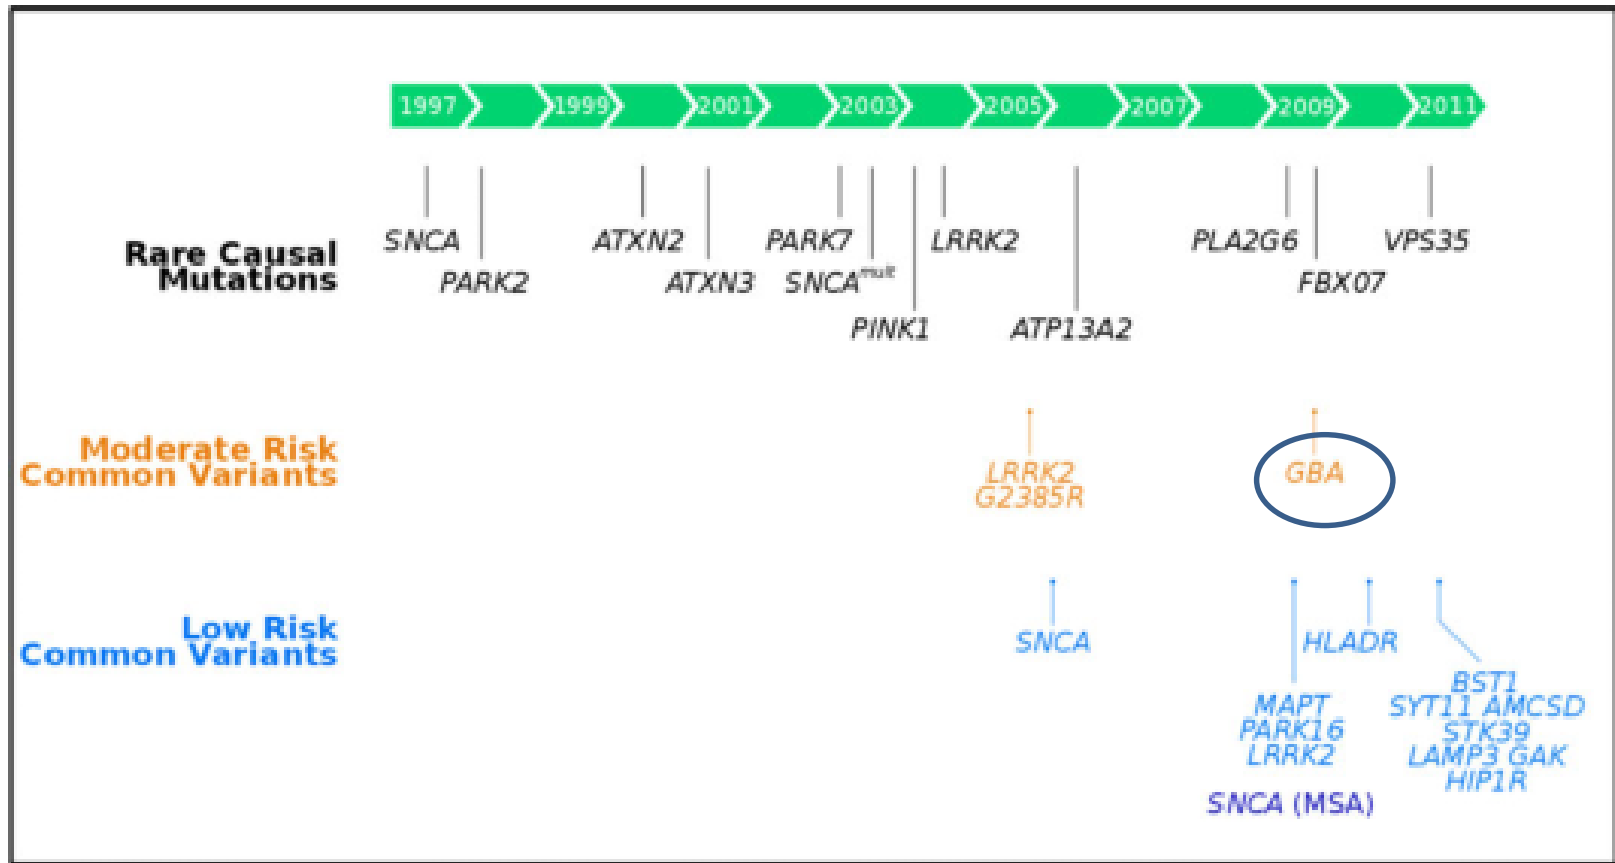 1997 1999 2001 2003 2005 2007 2009 2011
Rare Causal
Mutations
SNCA ATXN2 PARK7 LRRK2 PLA2G6 VPS35
PARK2 ATXN3 SNCAmult FBX07
PINK1 ATP13A2
Moderate Risk
Common Variants
LRRK2 GBA
G2385R
Low Risk
Common Variants
SNCA HLADR
MAPT
PARK16
LRRK2
SNCA (MSA)
BST1
SYT11 AMCSD
STK39
LAMP3 GAK
HIP1R